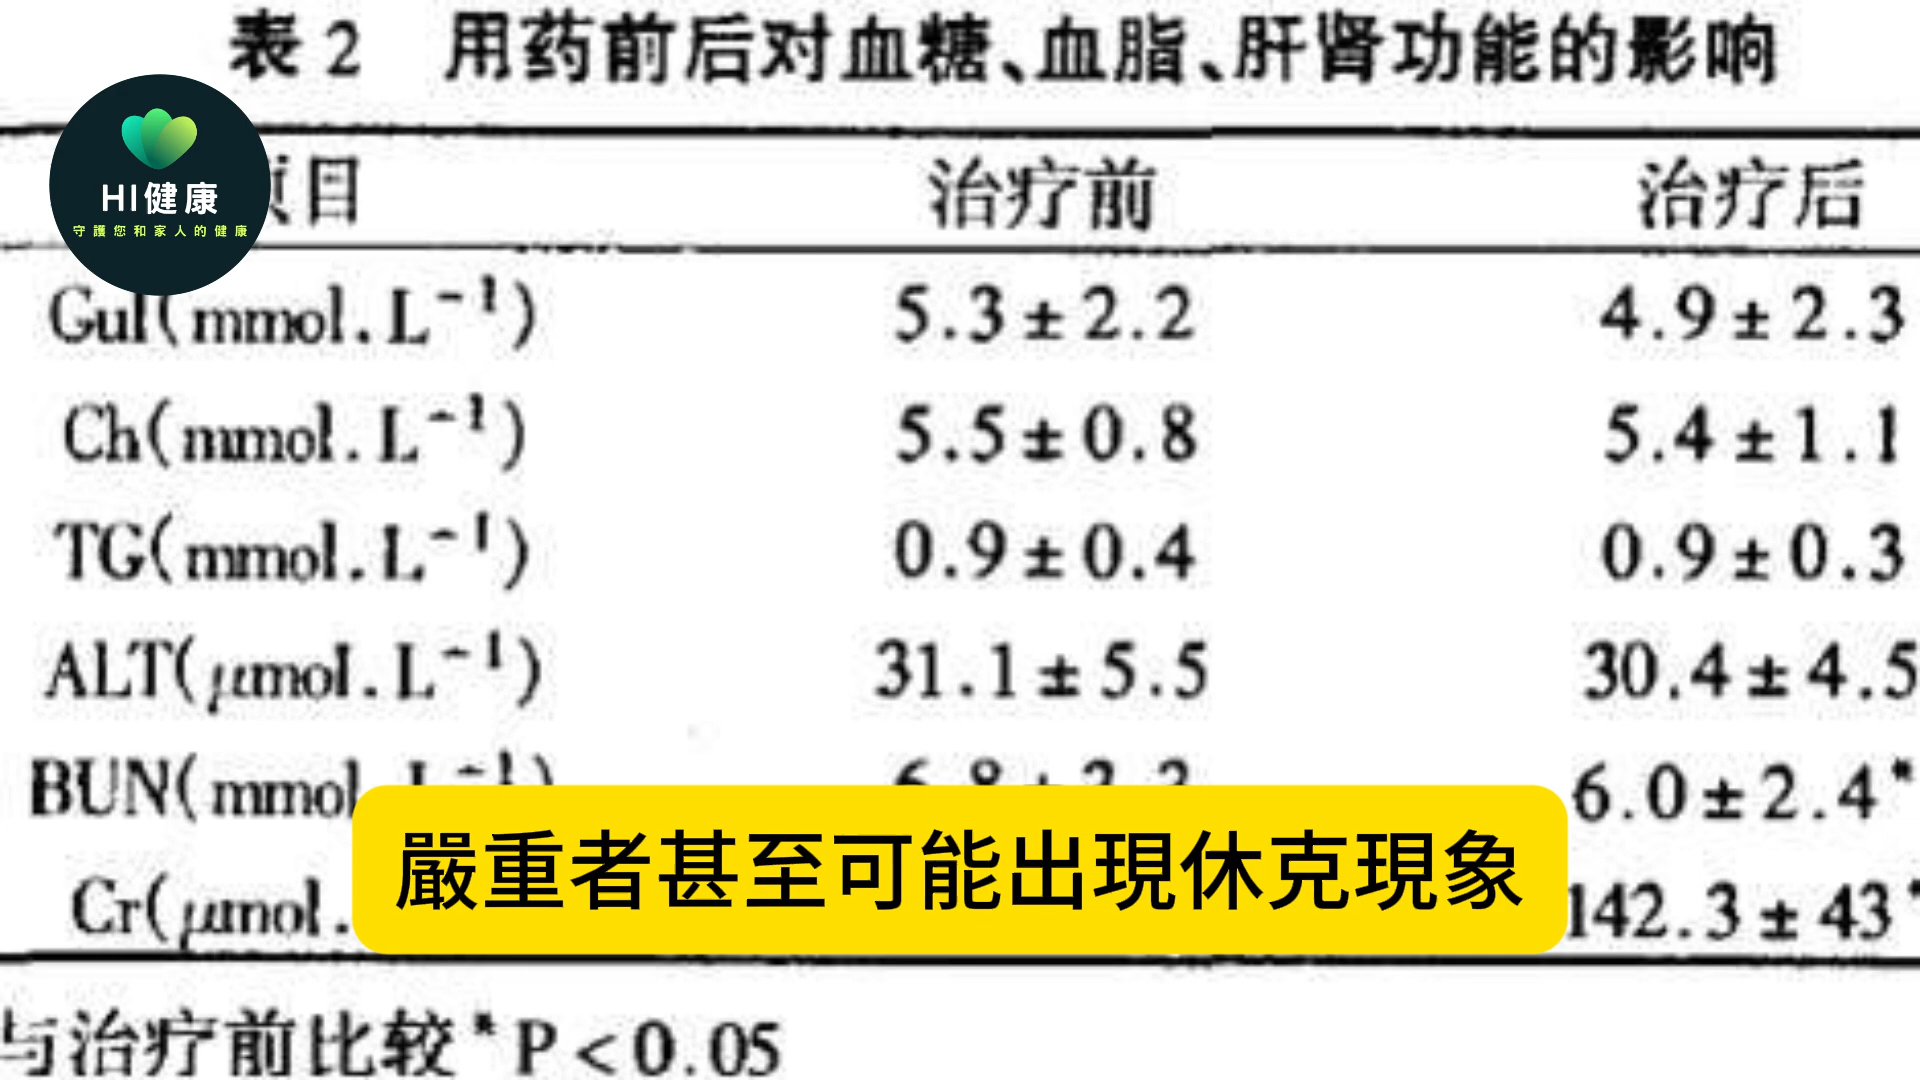 表2 用药前后对血糖、血脂、肝肾功能的影响
HI健康
守護您和家人的健康
项目 治疗前 治疗后
Gul(mmol.L⁻¹) 5.3±2.2 4.9±2.3
Ch(mmol.L⁻¹) 5.5±0.8 5.4±1.1
TG(mmol.L⁻¹) 0.9±0.4 0.9±0.3
ALT(μmol.L⁻¹) 31.1±5.5 30.4±4.5
BUN(mmol.L⁻¹) 6.0±2.4*
嚴重者甚至可能出現休克現象
Cr(μmol. 142.3±43*
与治疗前比较*P<0.05